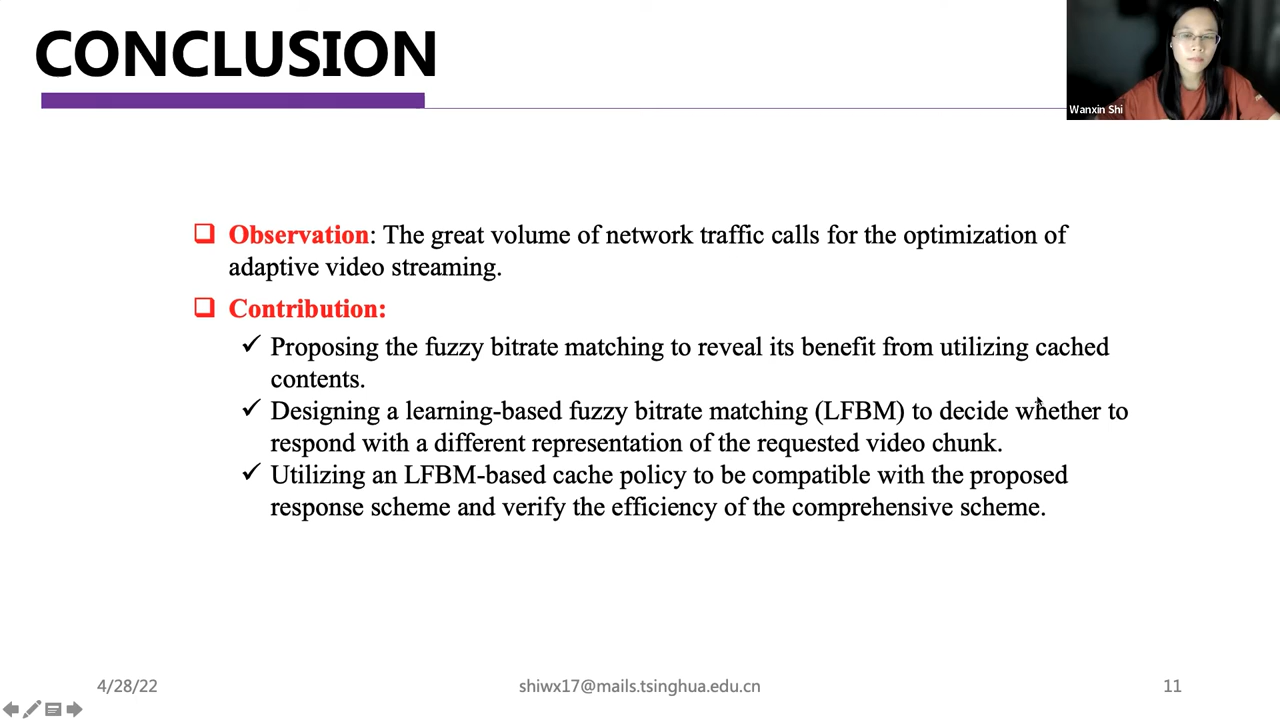 CONCLUSION
Wanxin Shi
Observation: The great volume of network traffic calls for the optimization of
adaptive video streaming.
Contribution:
Proposing the fuzzy bitrate matching to reveal its benefit from utilizing cached
contents.
Designing a learning-based fuzzy bitrate matching (LFBM) to decide whether to
respond with a different representation of the requested video chunk.
Utilizing an LFBM-based cache policy to be compatible with the proposed
response scheme and verify the efficiency of the comprehensive scheme.
4/28/22
shiwx17@mails.tsinghua.edu.cn
11